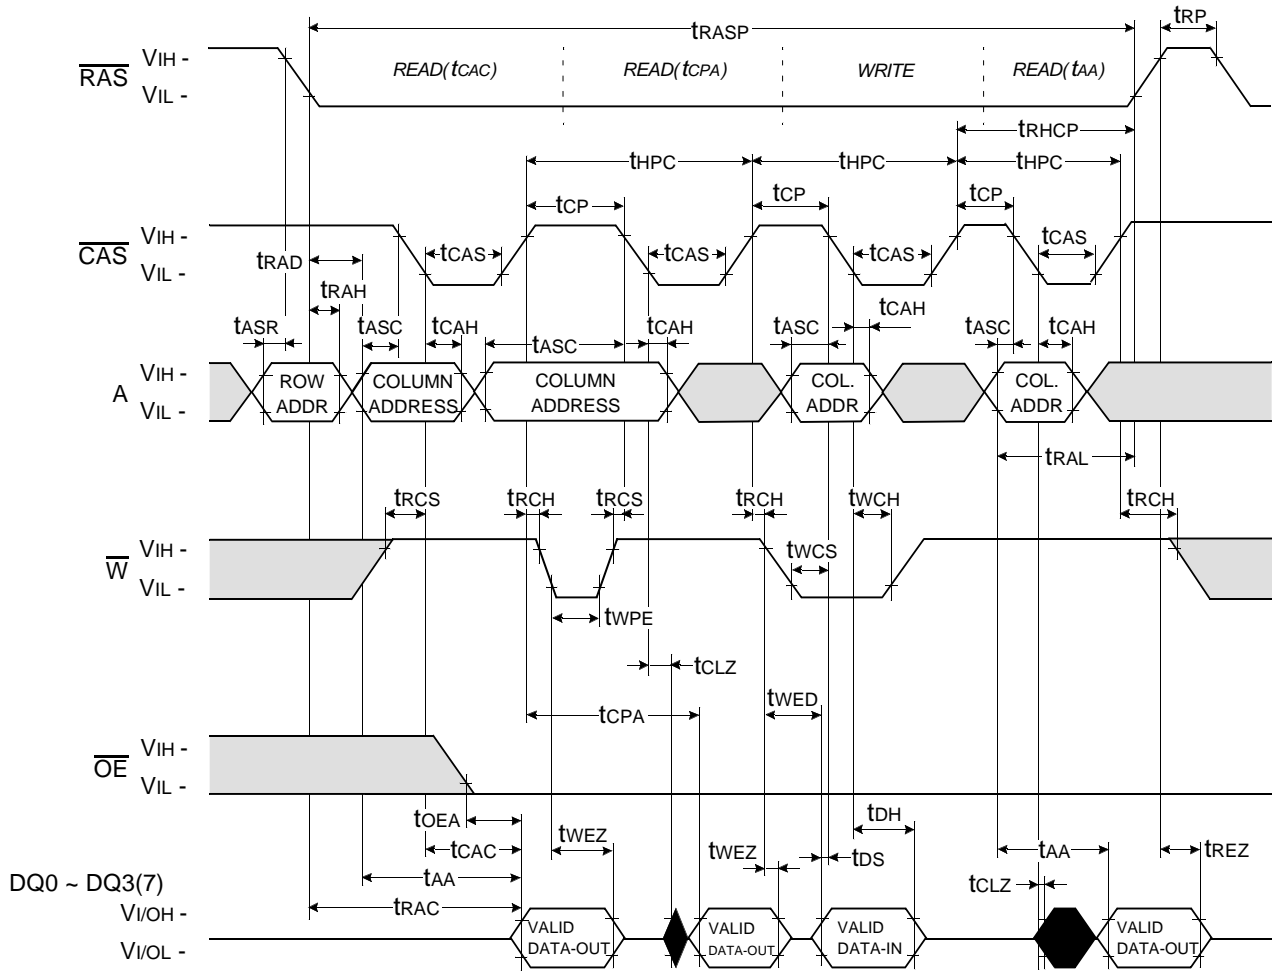 tRASP
tRP
RAS
VIH -
VIL -
READ(tCAC)
READ(tCPA)
WRITE
READ(tAA)
tRHCP
tHPC
tHPC
tHPC
tCP
tCP
tCP
CAS
VIH -
VIL -
tCAS
tCAS
tCAS
tCAS
tRAD
tRAH
tASR
tASC
tCAH
tASC
tCAH
tASC
tCAH
tASC
tCAH
A
VIH -
VIL -
ROW
ADDR
COLUMN
ADDRESS
COLUMN
ADDRESS
COL.
ADDR
COL.
ADDR
tRAL
tRCS
tRCH
tRCS
tRCH
tWCH
tRCH
W
VIH -
VIL -
tWCS
tWPE
tCLZ
tWED
tCPA
OE
VIH -
VIL -
tOEA
tWEZ
tDH
tCAC
tWEZ
tDS
tAA
tREZ
tAA
tCLZ
tRAC
DQ0 ~ DQ3(7)
VI/OH -
VI/OL -
VALID
DATA-OUT
VALID
DATA-OUT
VALID
DATA-IN
VALID
DATA-OUT